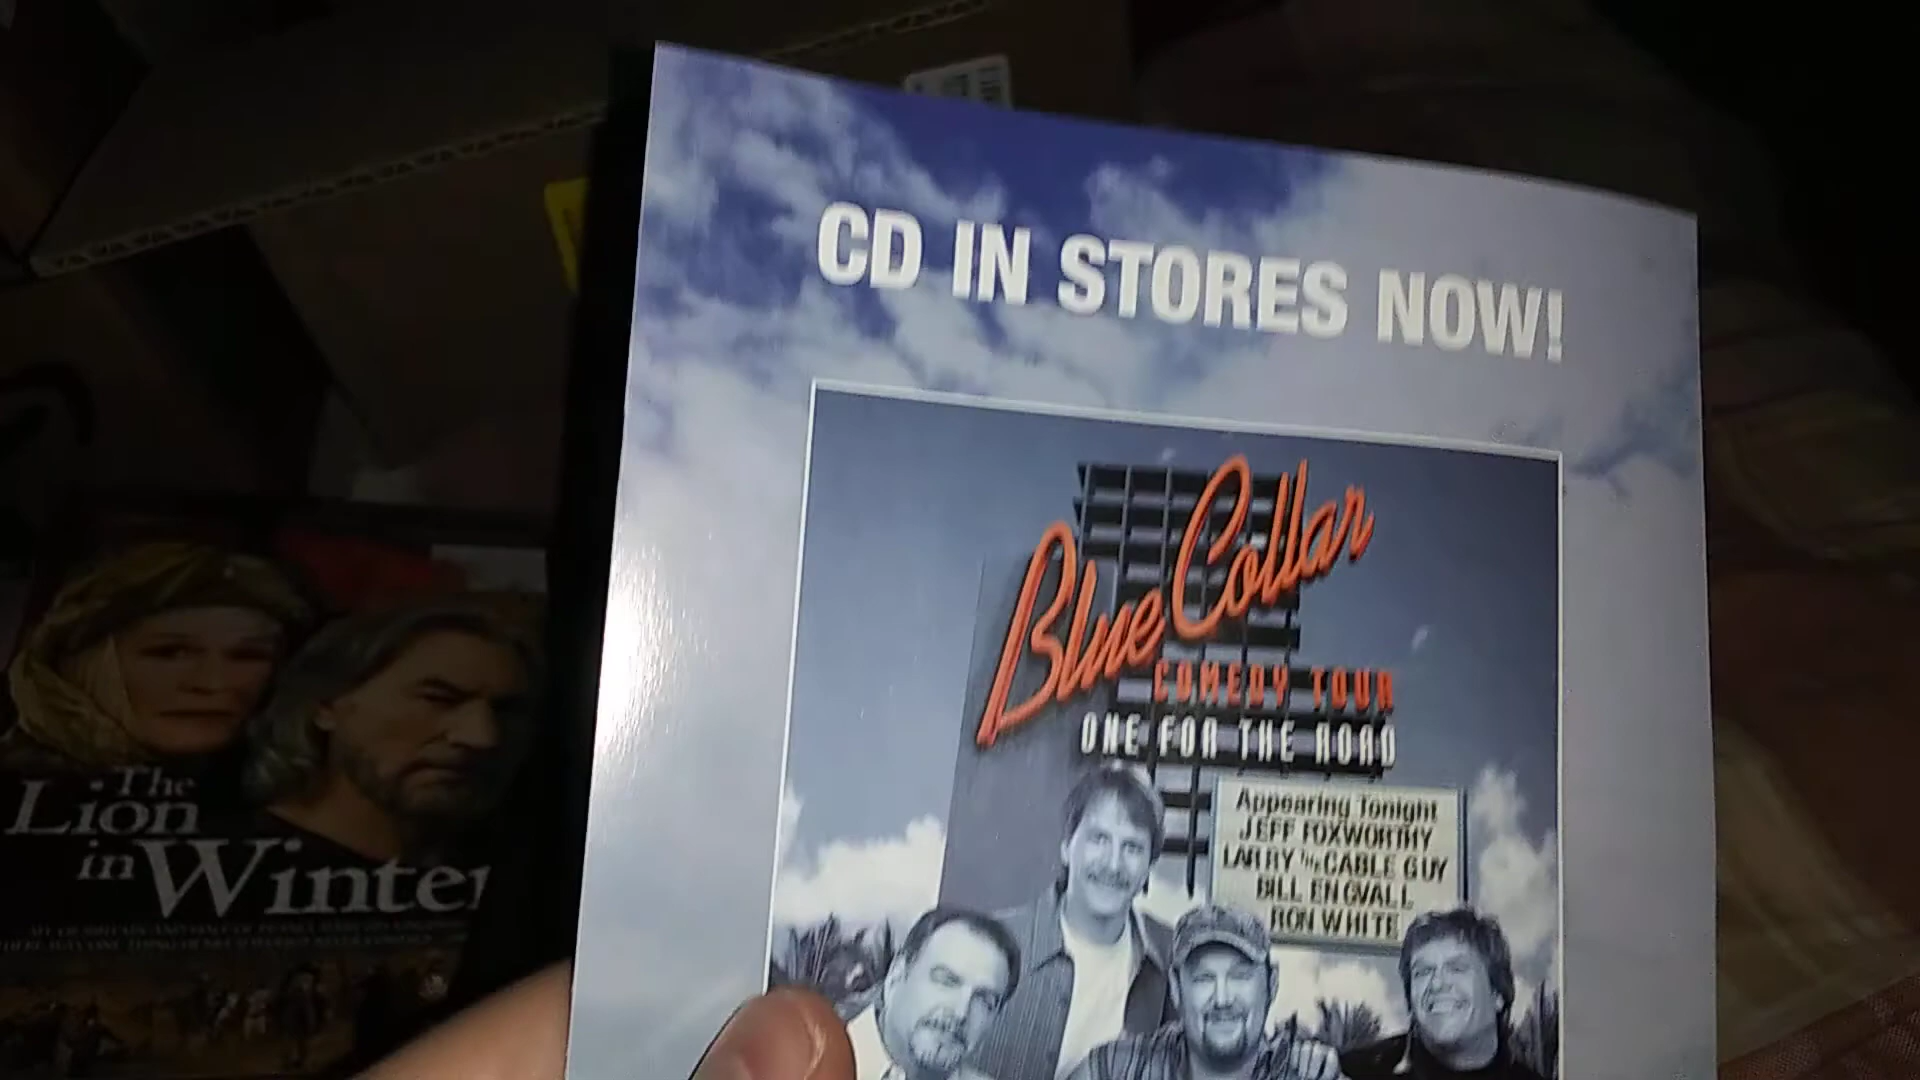 CD IN STORES NOW!
Blue Collar
COMEDY TOUR
ONE FOR THE ROAD
Appearing Tonight
JEFF FOXWORTHY
LARRY THE CABLE GUY
BILL ENGVALL
RON WHITE
The
Lion
in Winter